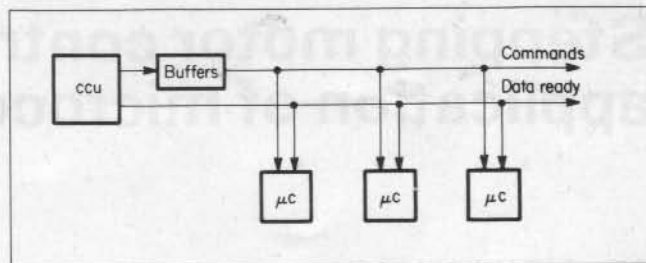 Commands
ccu
Buffers
Data ready
μc
μc
μc